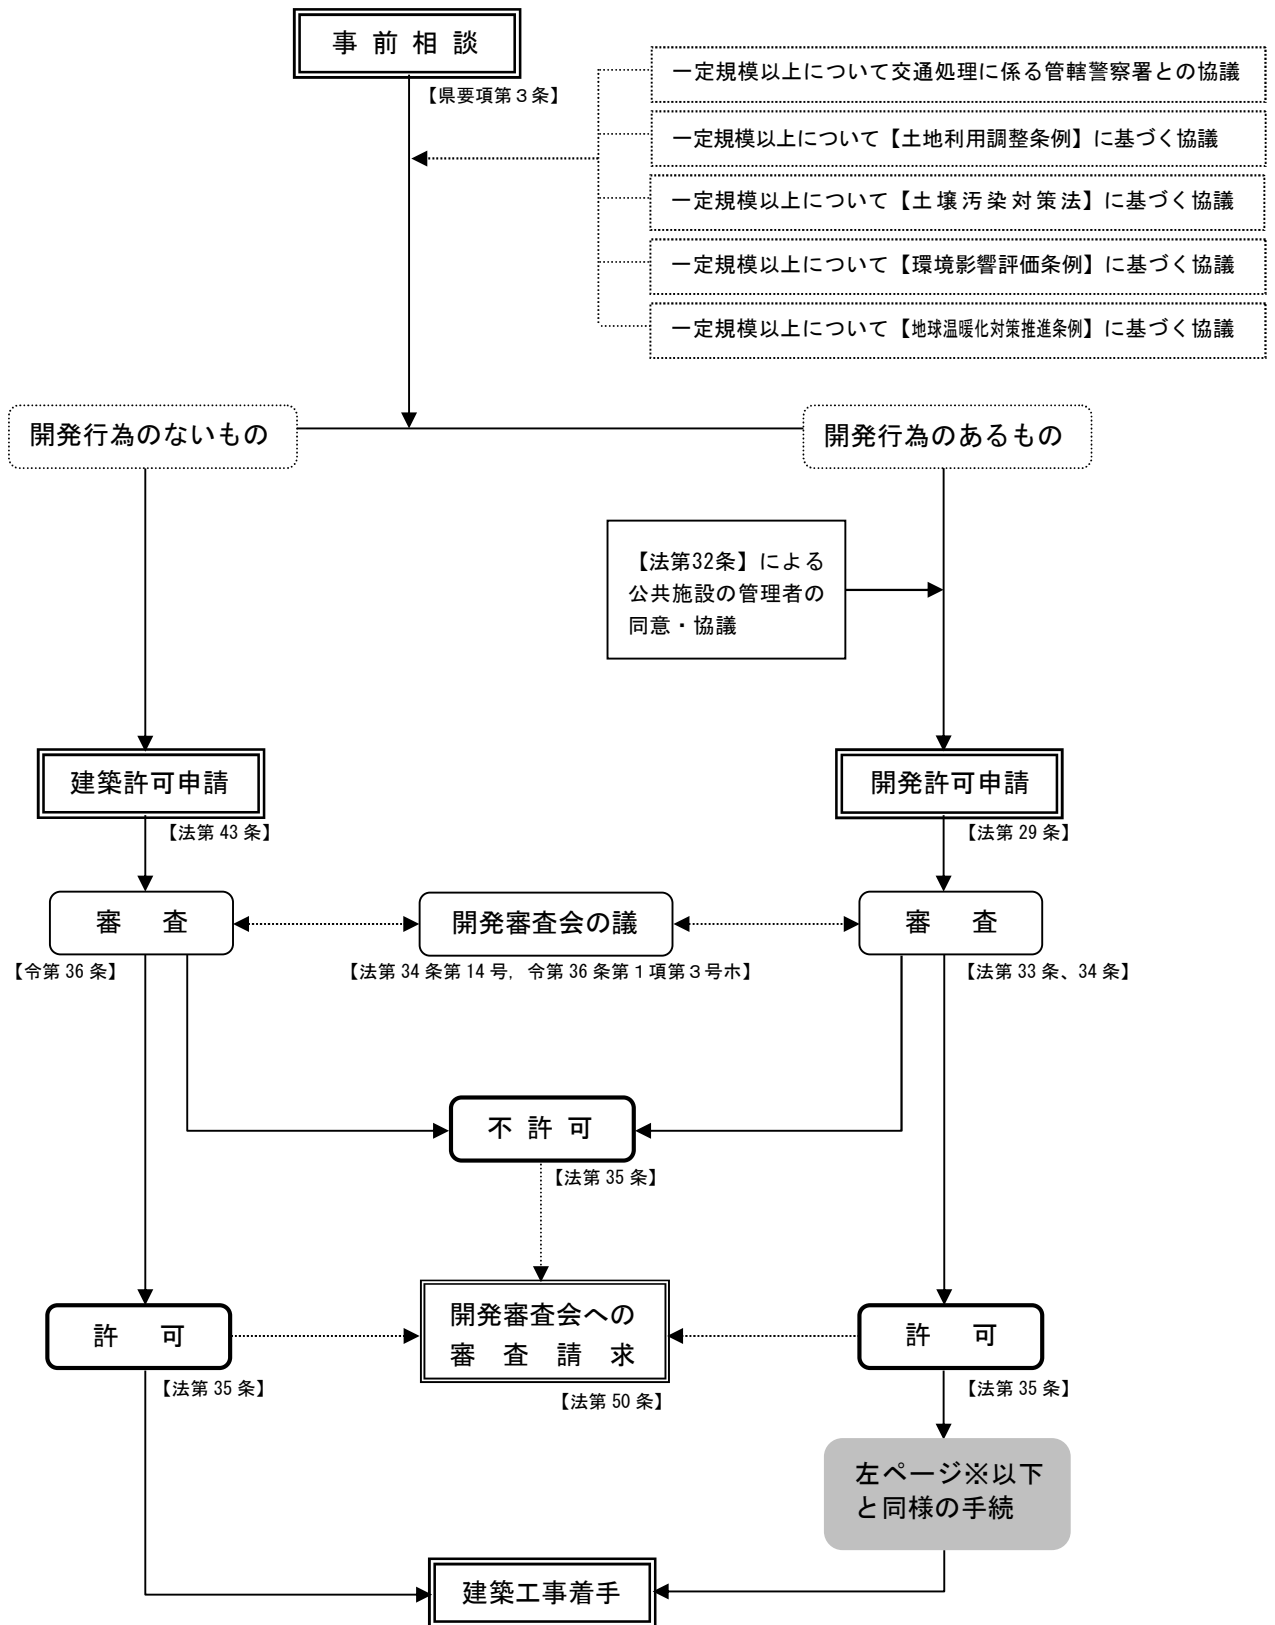 事前相談
【県要項第３条】
一定規模以上について交通処理に係る管轄警察署との協議
一定規模以上について【土地利用調整条例】に基づく協議
一定規模以上について【土壌汚染対策法】に基づく協議
一定規模以上について【環境影響評価条例】に基づく協議
一定規模以上について【地球温暖化対策推進条例】に基づく協議
開発行為のないもの
開発行為のあるもの
【法第32条】による
公共施設の管理者の
同意・協議
建築許可申請
【法第 43 条】
開発許可申請
【法第 29 条】
審　査
【令第 36 条】
開発審査会の議
【法第 34 条第 14 号, 令第 36 条第１項第３号ホ】
審　査
【法第 33 条、34 条】
不許可
【法第 35 条】
許　可
【法第 35 条】
開発審査会への
審査請求
【法第 50 条】
許　可
【法第 35 条】
左ページ※以下
と同様の手続
建築工事着手